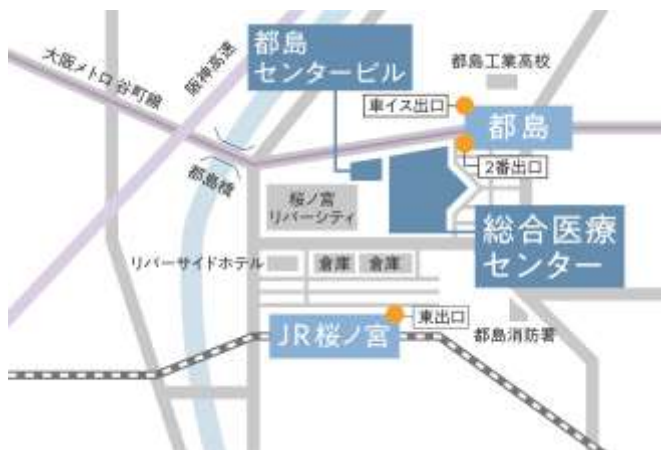 大阪メトロ谷町線
阪神高速
都島
センタービル
都島工業高校
車イス出口
都島
2番出口
都島橋
桜ノ宮
リバーシティ
総合医療
センター
リバーサイドホテル
倉庫
倉庫
東出口
JR桜ノ宮
都島消防署